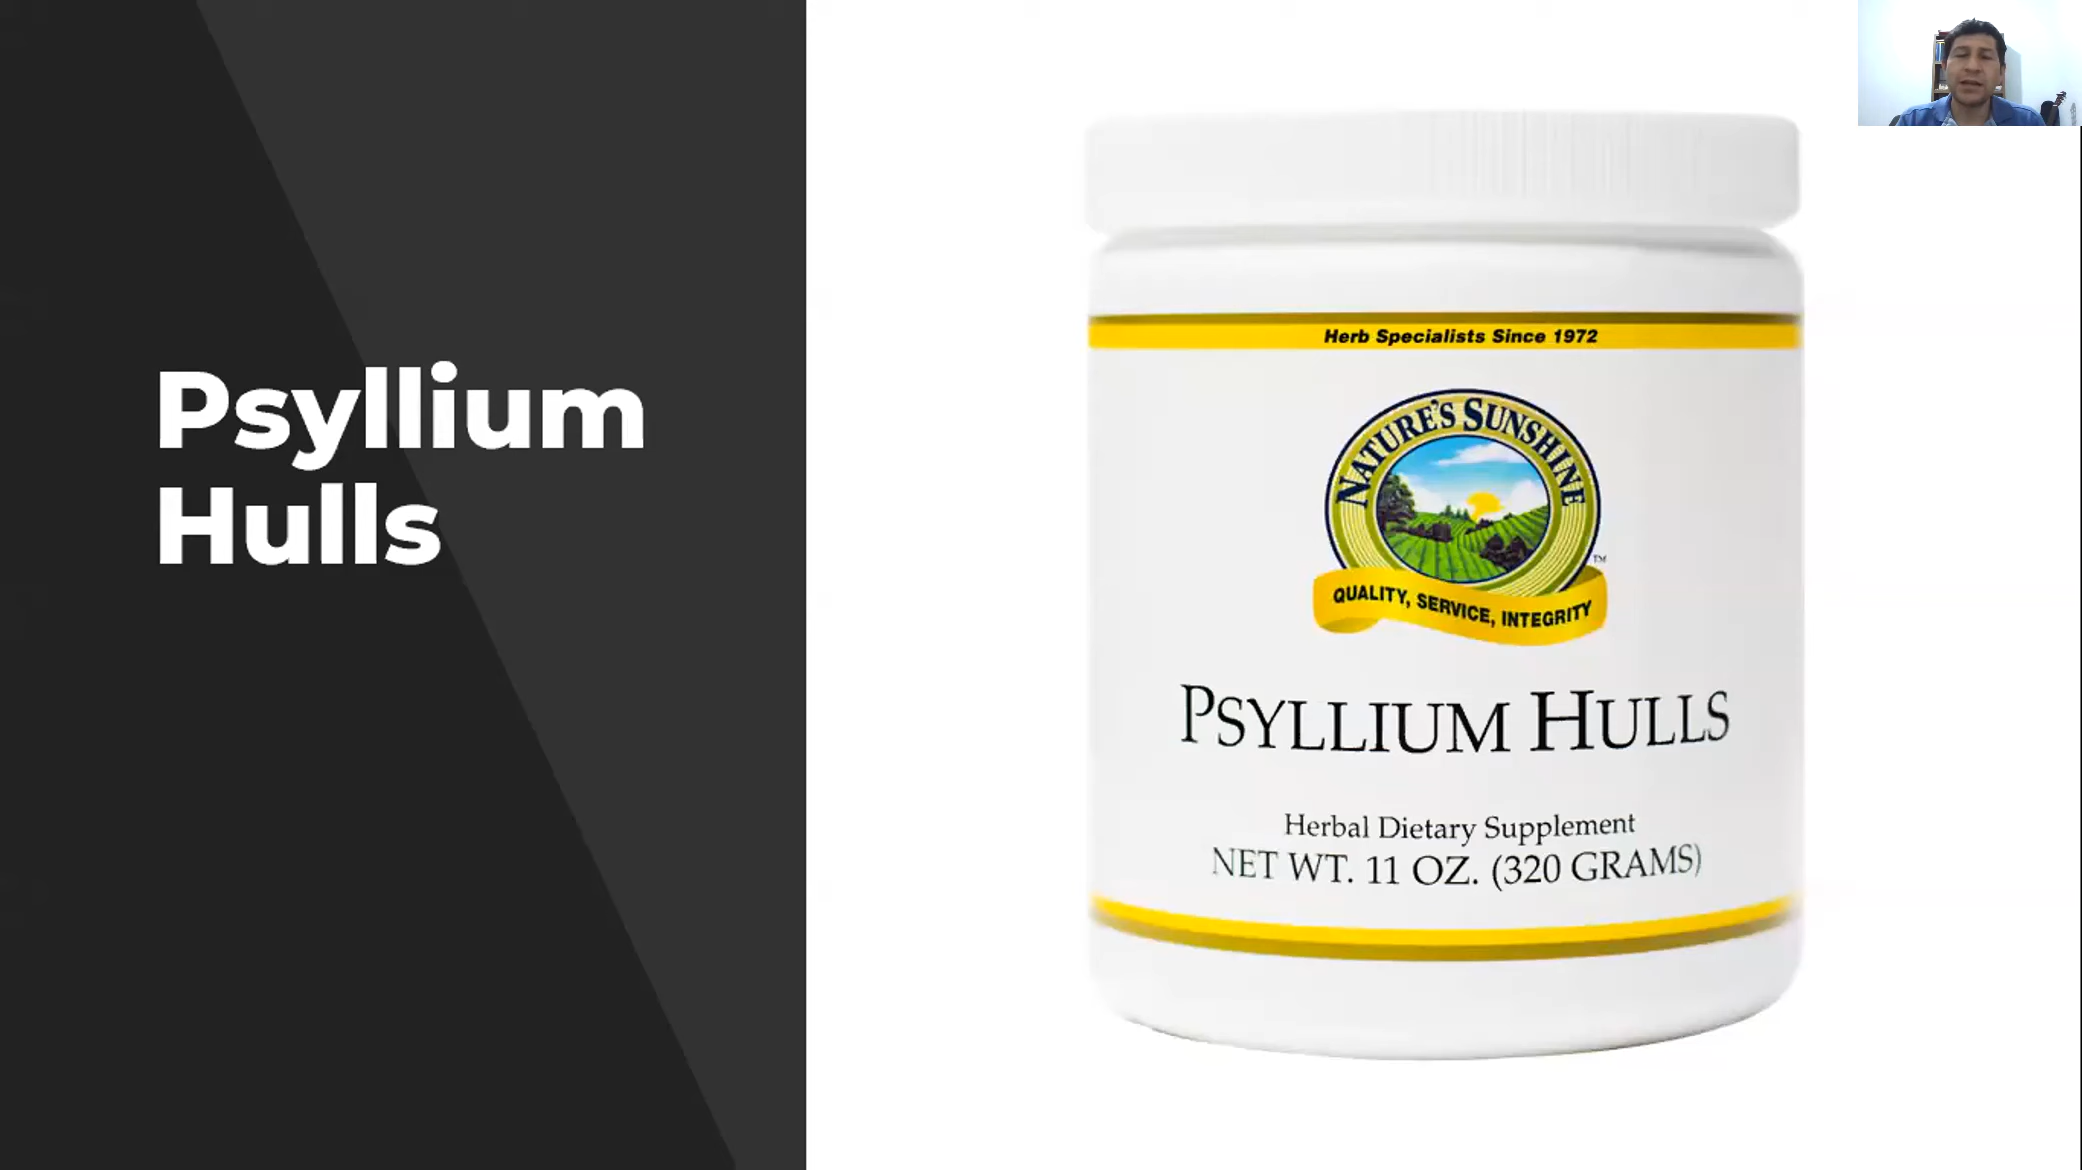 Psyllium
Hulls
Herb Specialists Since 1972
NATURE'S SUNSHINE
TM
QUALITY, SERVICE, INTEGRITY
PSYLLIUM HULLS
Herbal Dietary Supplement
NET WT. 11 OZ. (320 GRAMS)